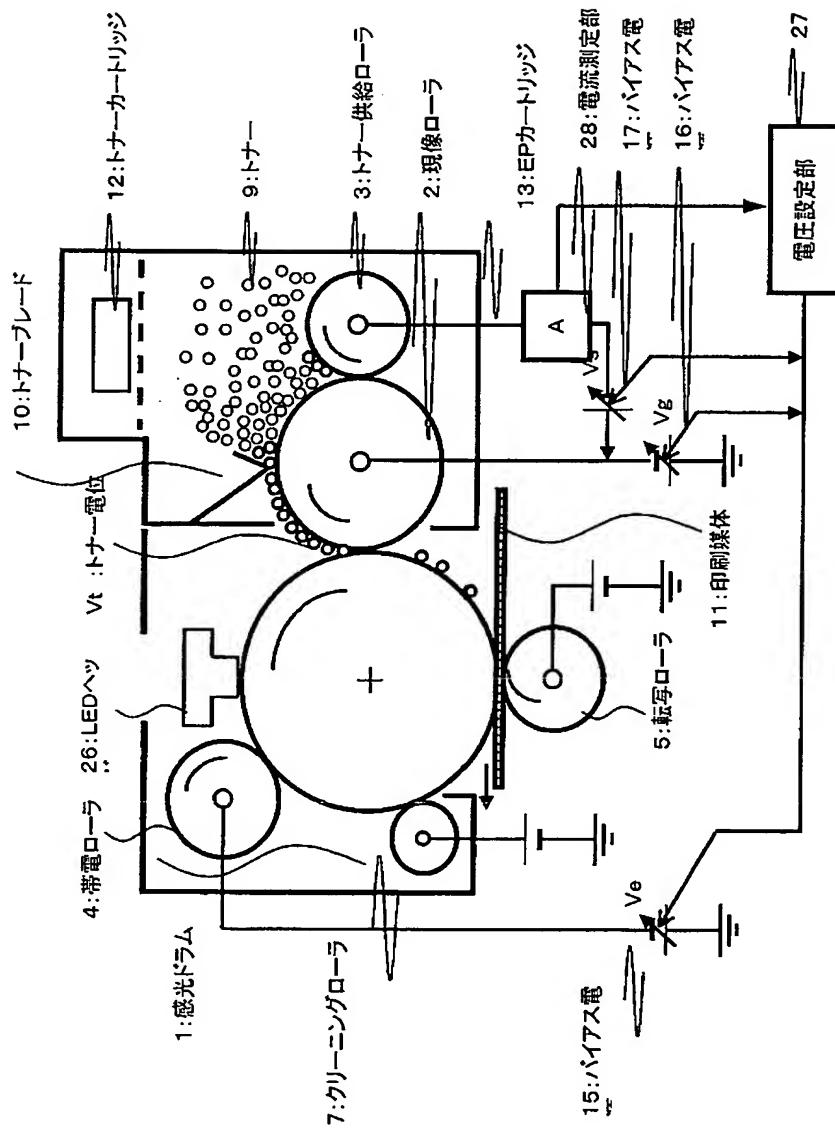 10:トナーブレード
12:トナーカートリッジ
9:トナー
3:トナー供給ローラ
2:現像ローラ
13:EPカートリッジ
28:電流測定部
17:バイアス電
16:バイアス電
27
電圧設定部
A
Vs
Vg
Vt :トナー電位
26:LEDヘッ
4:帯電ローラ
1:感光ドラム
7:クリーニングローラ
15:バイアス電
Ve
5:転写ローラ
11:印刷媒体